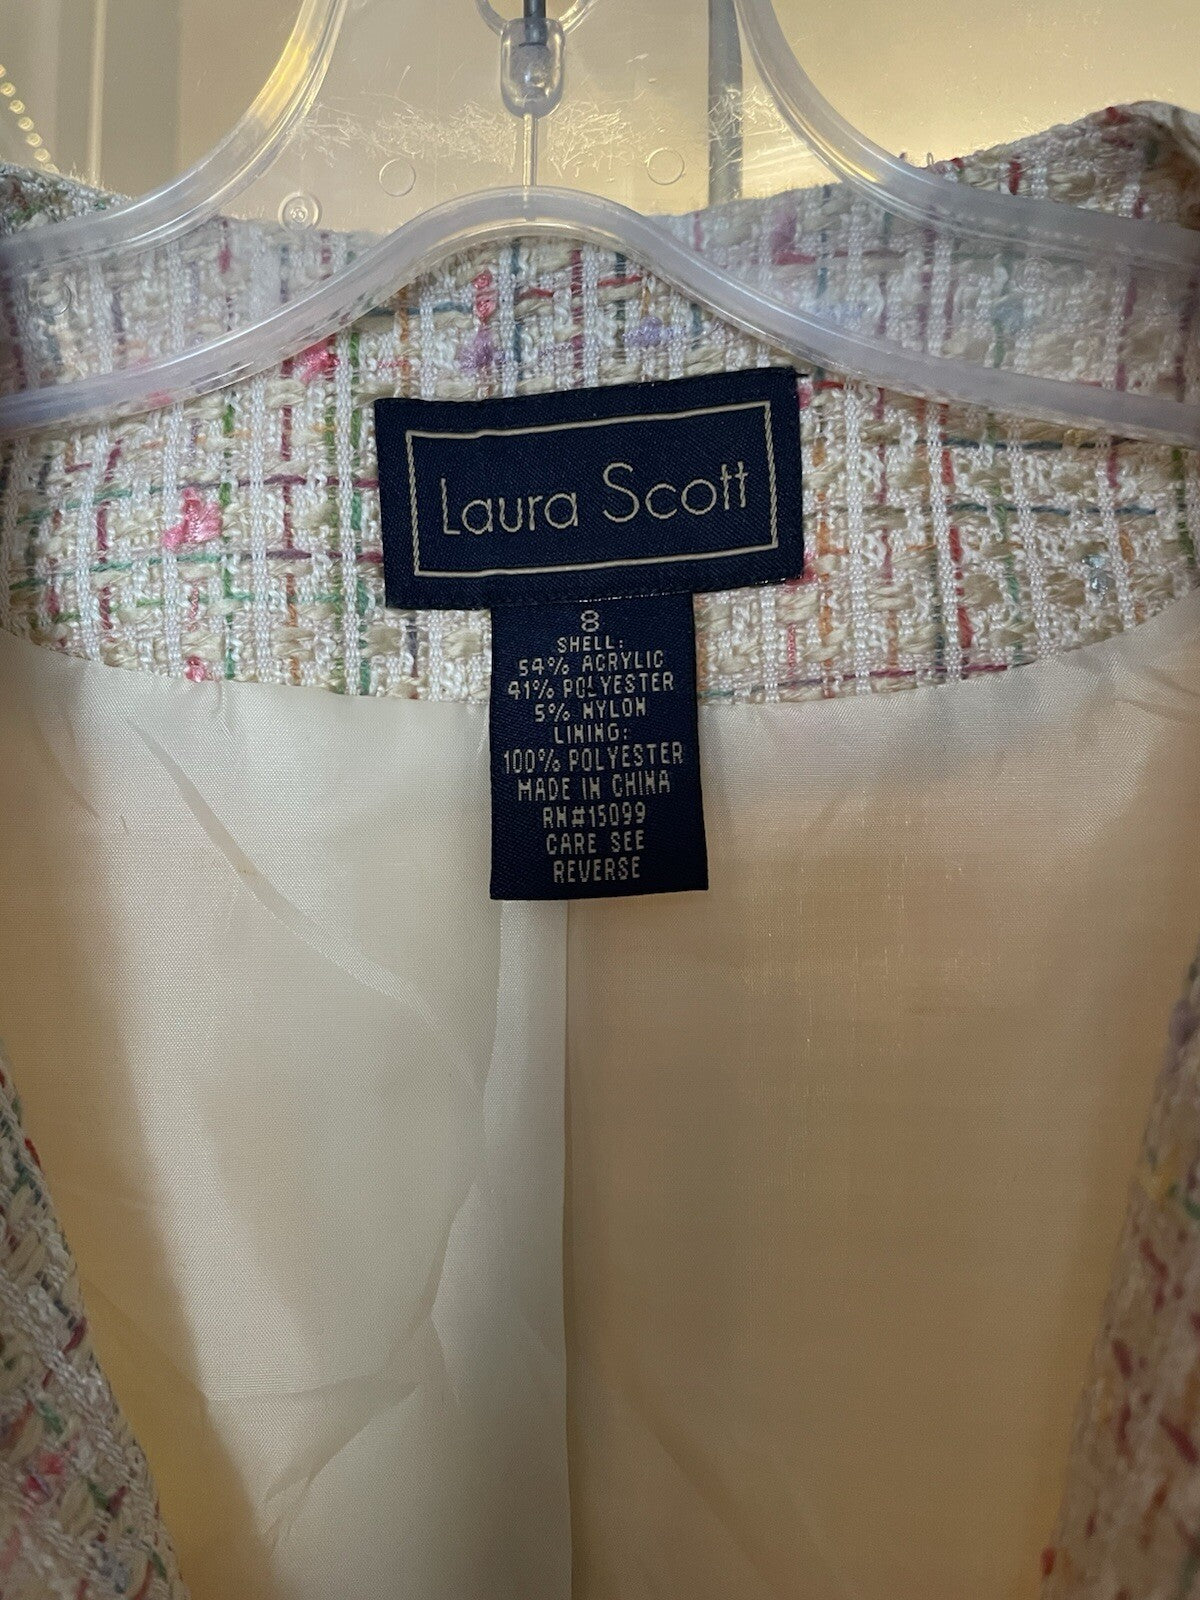 Laura Scott
8
SHELL:
54% ACRYLIC
41% POLYESTER
5% NYLON
LINING:
100% POLYESTER
MADE IN CHINA
RN#15099
CARE SEE
REVERSE